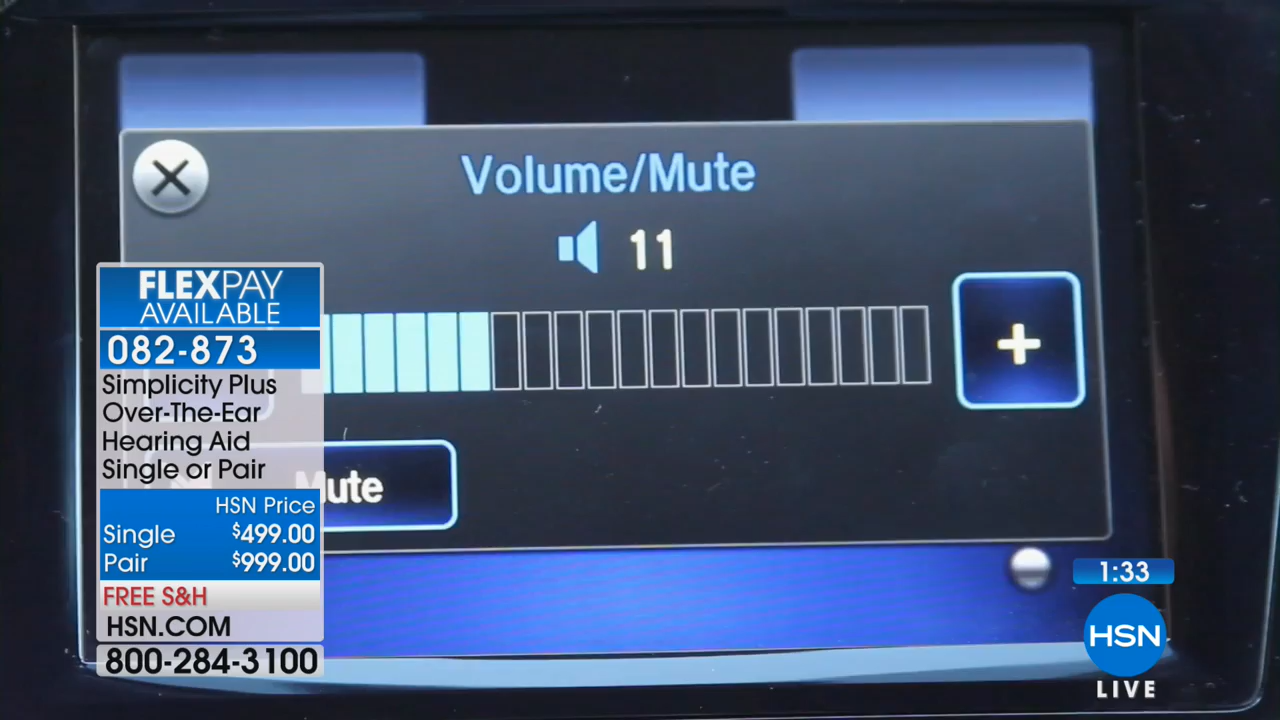 Volume/Mute
11
+
Mute
FLEXPAY
AVAILABLE
082-873
Simplicity Plus
Over-The-Ear
Hearing Aid
Single or Pair
HSN Price
Single $499.00
Pair $999.00
FREE S&H
HSN.COM
800-284-3100
1:33
HSN
LIVE